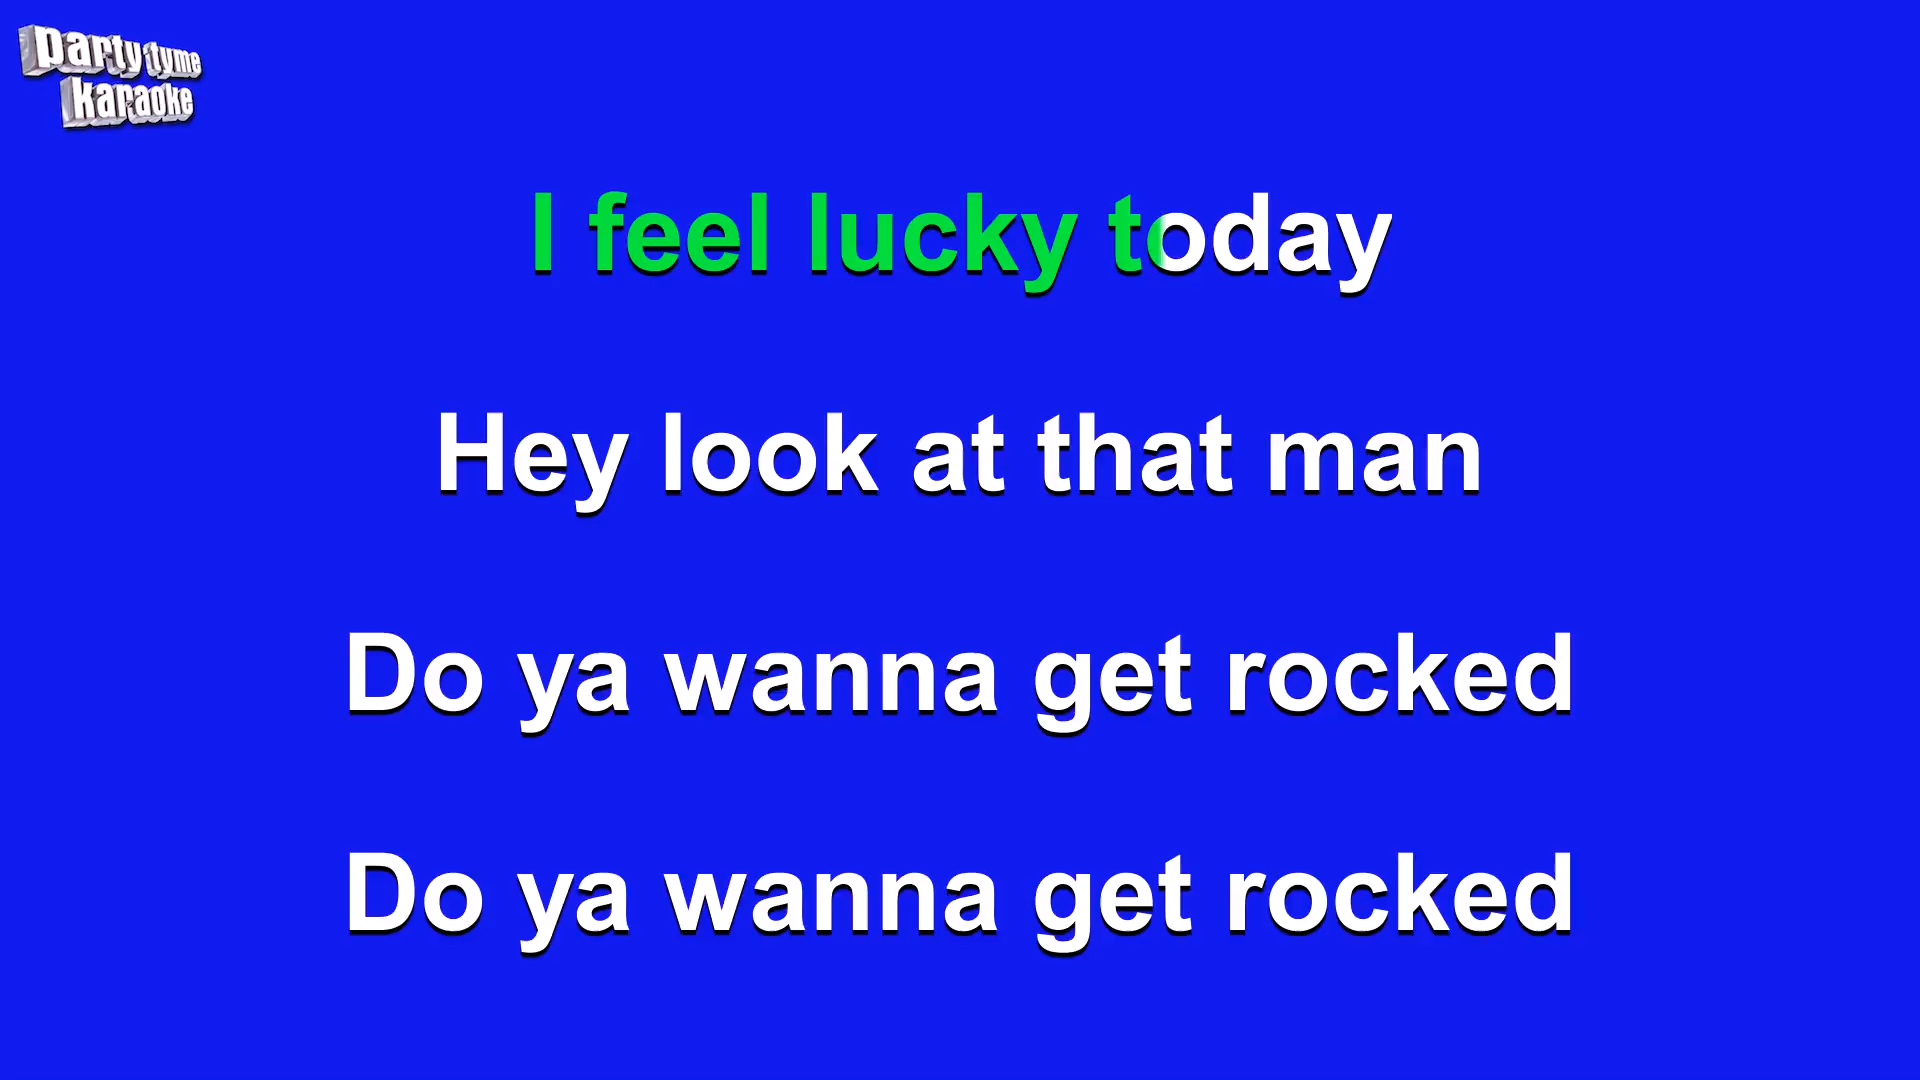 party tyme
karaoke
I feel lucky today
Hey look at that man
Do ya wanna get rocked
Do ya wanna get rocked